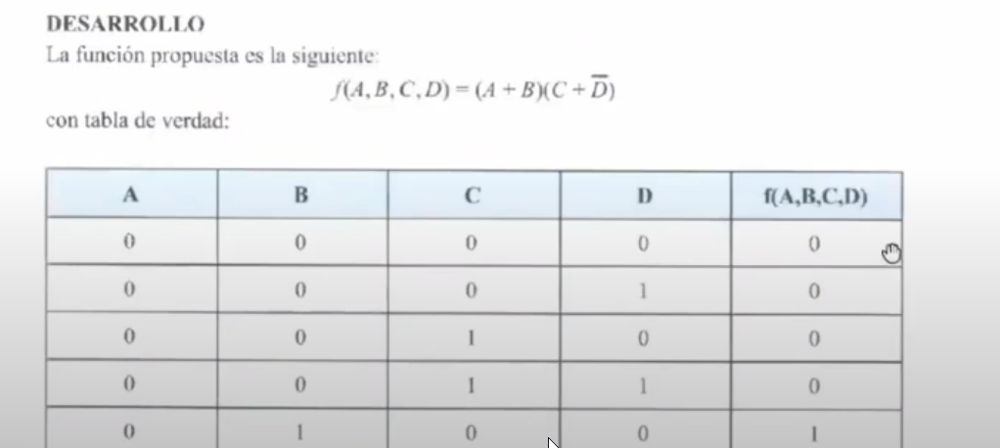 DESARROLLO
La función propuesta es la siguiente:
f(A, B, C, D) = (A + B)(C + D̅)
con tabla de verdad:
A B C D f(A,B,C,D)
0 0 0 0 0
0 0 0 1 0
0 0 1 0 0
0 0 1 1 0
0 1 0 0 1